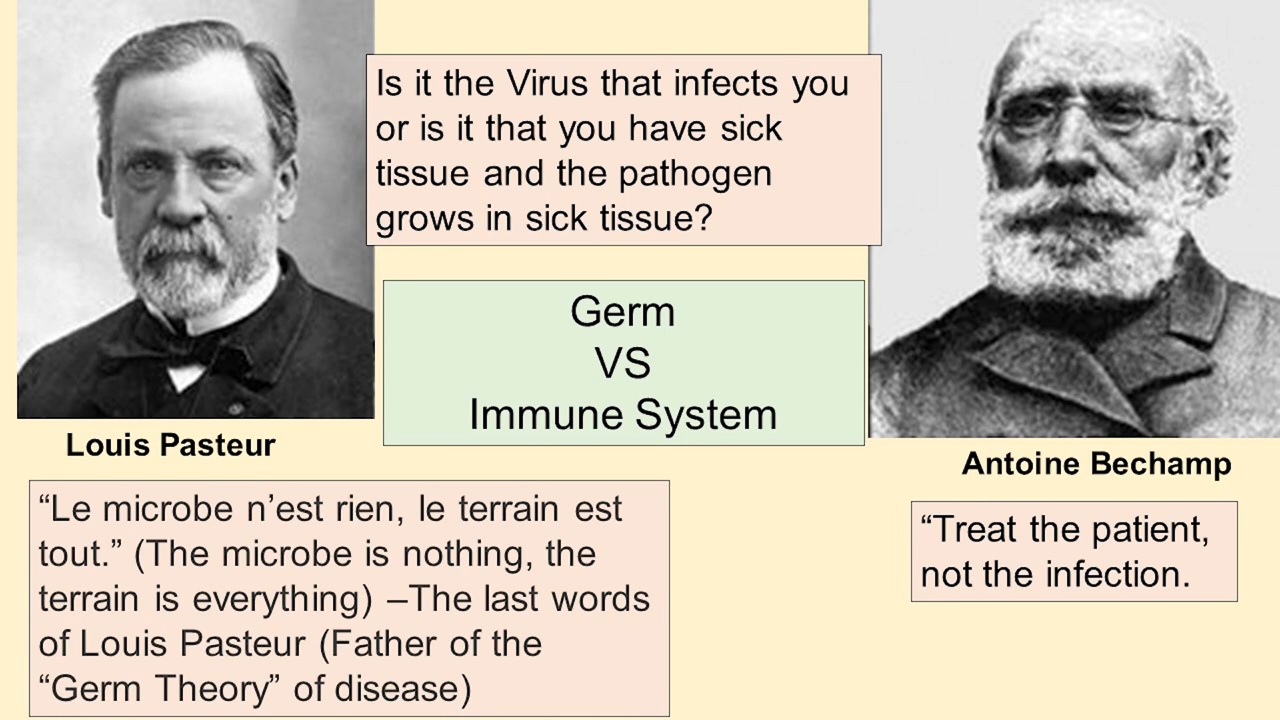 Is it the Virus that infects you
or is it that you have sick
tissue and the pathogen
grows in sick tissue?
Germ
VS
Immune System
Louis Pasteur
Antoine Bechamp
“Le microbe n’est rien, le terrain est
tout.” (The microbe is nothing, the
terrain is everything) –The last words
of Louis Pasteur (Father of the
“Germ Theory” of disease)
“Treat the patient,
not the infection.